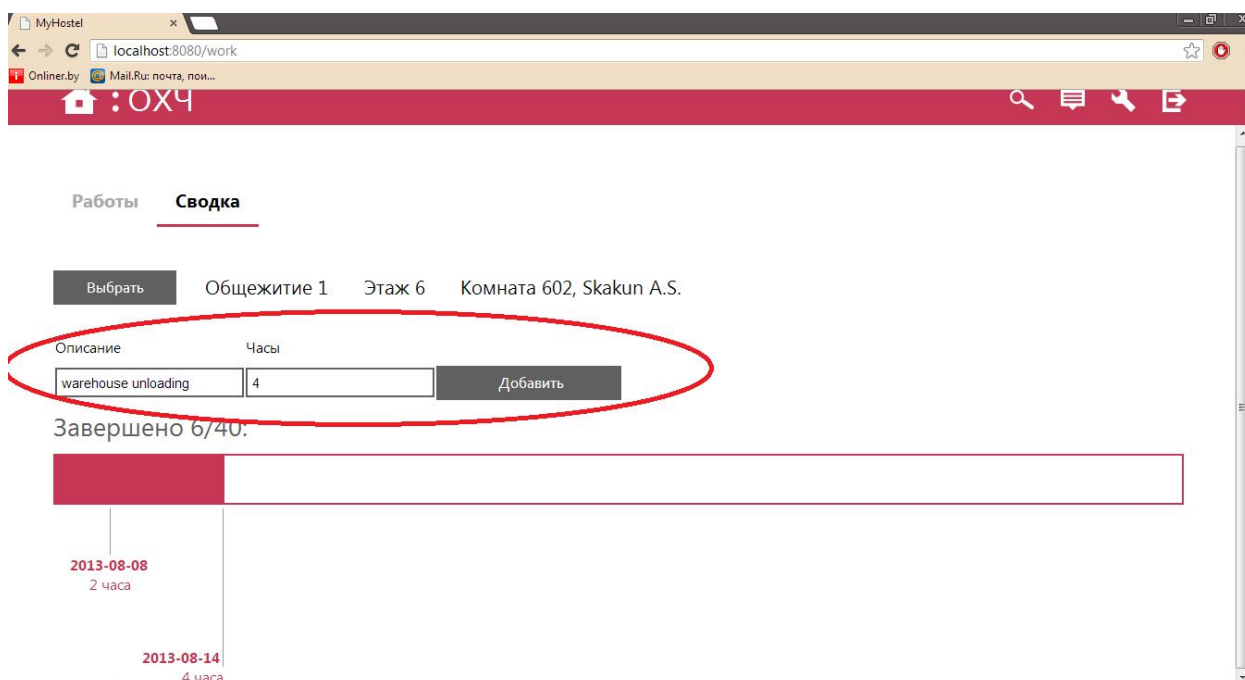 MyHostel
localhost:8080/work
Onliner.by Mail.Ru: почта, пои...
: ОХЧ
Работы Сводка
Выбрать Общежитие 1 Этаж 6 Комната 602, Skakun A.S.
Описание Часы
warehouse unloading 4 Добавить
Завершено 6/40:
2013-08-08
2 часа
2013-08-14
4 часа